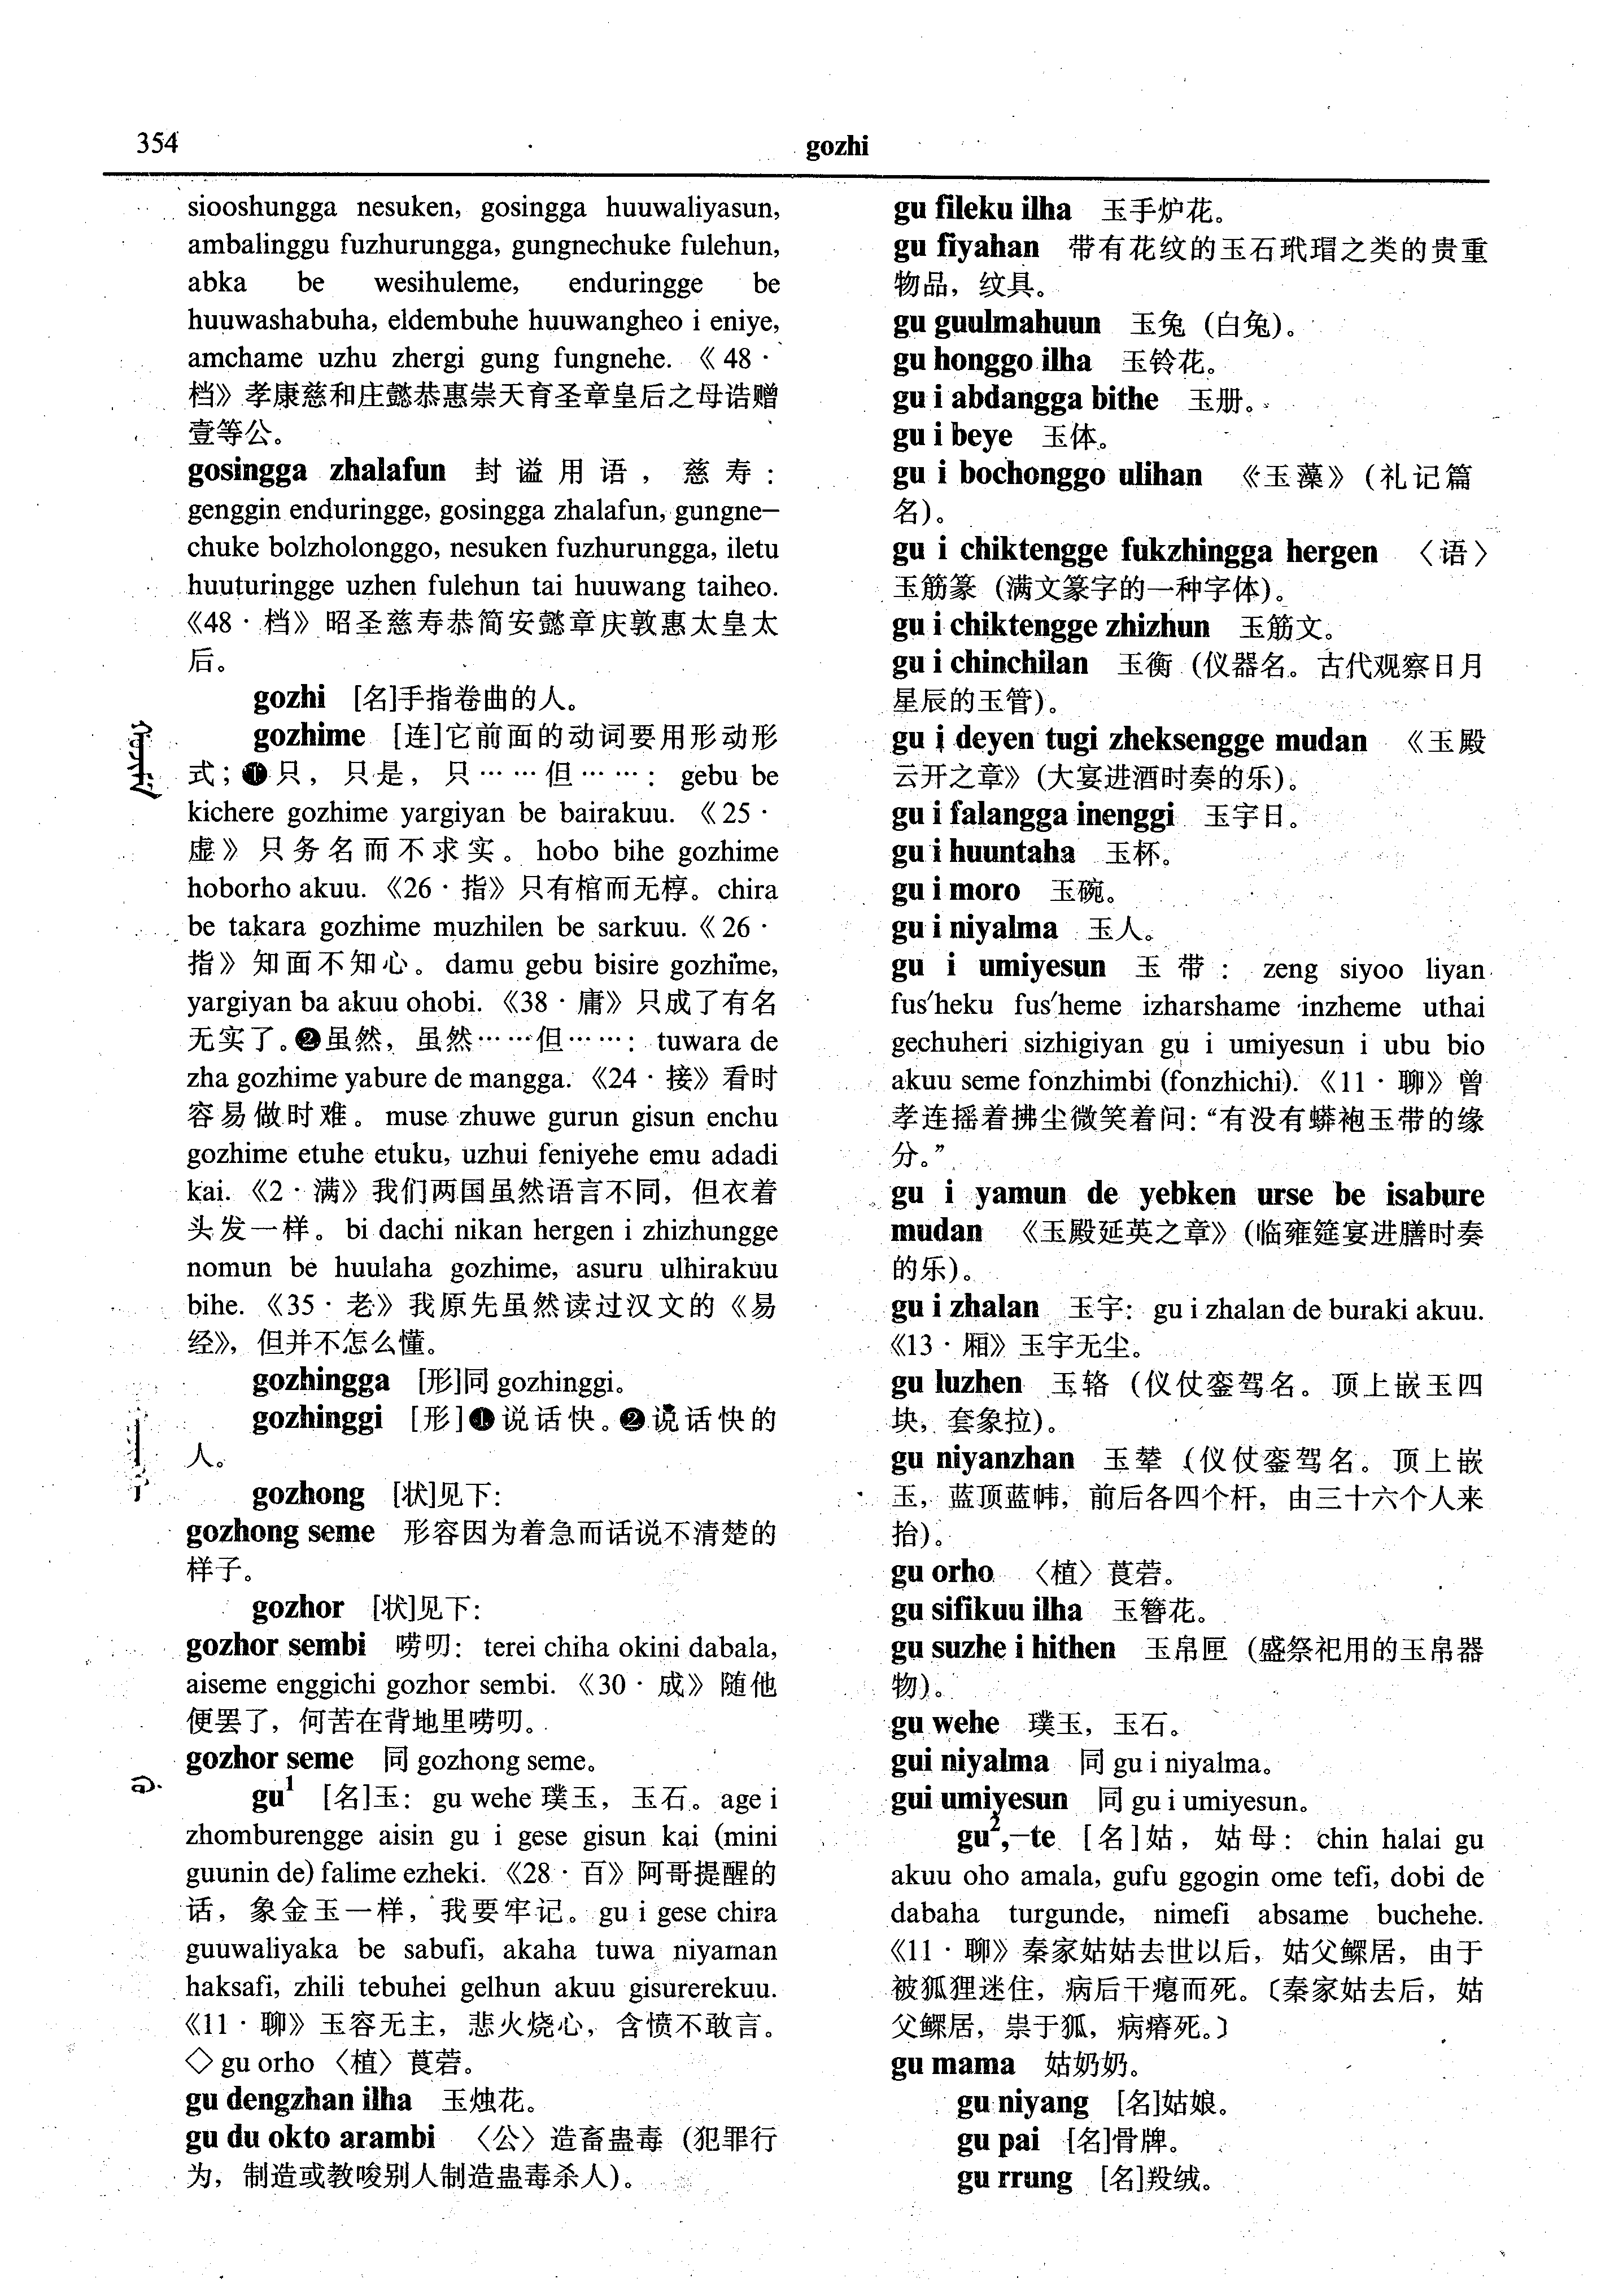 354
gozhi
siooshungga nesuken, gosingga huuwaliyasun,
ambalinggu fuzhurungga, gungnechuke fulehun,
abka be wesihuleme, enduringge be
huuwashabuha, eldembuhe huuwangheo i eniye,
amchame uzhu zhergi gung fungnehe. 《48·
档》孝康慈和庄懿恭惠崇天育圣章皇后之母诰赠
壹等公。
gosingga zhalafun 封谥用语，慈寿：
genggin enduringge, gosingga zhalafun, gungne–
chuke bolzholonggo, nesuken fuzhurungga, iletu
huuturingge uzhen fulehun tai huuwang taiheo.
《48·档》昭圣慈寿恭简安懿章庆敦惠太皇太
后。
gozhi [名]手指卷曲的人。
gozhime [连]它前面的动词要用形动形
式；❶只，只是，只……但……：gebu be
kichere gozhime yargiyan be bairakuu. 《25·
虚》只务名而不求实。hobo bihe gozhime
hoborho akuu. 《26·指》只有棺而无椁。chira
be takara gozhime muzhilen be sarkuu.《26·
指》知面不知心。damu gebu bisire gozhime,
yargiyan ba akuu ohobi. 《38·庸》只成了有名
无实了。❷虽然，虽然……但……：tuwara de
zha gozhime yabure de mangga. 《24·接》看时
容易做时难。muse zhuwe gurun gisun enchu
gozhime etuhe etuku, uzhui feniyehe emu adadi
kai. 《2·满》我们两国虽然语言不同，但衣着
头发一样。bi dachi nikan hergen i zhizhungge
nomun be huulaha gozhime, asuru ulhirakuu
bihe. 《35·老》我原先虽然读过汉文的《易
经》，但并不怎么懂。
gozhingga [形]同 gozhinggi。
gozhinggi [形]❶说话快。❷说话快的
人。
gozhong [状]见下：
gozhong seme 形容因为着急而话说不清楚的
样子。
gozhor [状]见下：
gozhor sembi 唠叨：terei chiha okini dabala,
aiseme enggichi gozhor sembi. 《30·成》随他
便罢了，何苦在背地里唠叨。
gozhor seme 同 gozhong seme。
gu¹ [名]玉：gu wehe 璞玉，玉石。age i
zhomburengge aisin gu i gese gisun kai (mini
guunin de) falime ezheki. 《28·百》阿哥提醒的
话，象金玉一样，我要牢记。gu i gese chira
guuwaliyaka be sabufi, akaha tuwa niyaman
haksafi, zhili tebuhei gelhun akuu gisurerekuu.
《11·聊》玉容无主，悲火烧心，含愤不敢言。
◇gu orho〈植〉莨菪。
gu dengzhan ilha 玉烛花。
gu du okto arambi 〈公〉造畜蛊毒（犯罪行
为，制造或教唆别人制造蛊毒杀人）。
gu fileku ilha 玉手炉花。
gu fiyahan 带有花纹的玉石玳瑁之类的贵重
物品，纹具。
gu guulmahuun 玉兔（白兔）。
gu honggo ilha 玉铃花。
gu i abdangga bithe 玉册。
gu i beye 玉体。
gu i bochonggo ulihan 《玉藻》（礼记篇
名）。
gu i chiktengge fukzhingga hergen 〈语〉
玉筋篆（满文篆字的一种字体）。
gu i chiktengge zhizhun 玉筋文。
gu i chinchilan 玉衡（仪器名。古代观察日月
星辰的玉管）。
gu i deyen tugi zheksengge mudan 《玉殿
云开之章》（大宴进酒时奏的乐）。
gu i falangga inenggi 玉宇日。
gu i huuntaha 玉杯。
gu i moro 玉碗。
gu i niyalma 玉人。
gu i umiyesun 玉带：zeng siyoo liyan
fus′heku fus′heme izharshame inzheme uthai
gechuheri sizhigiyan gu i umiyesun i ubu bio
akuu seme fonzhimbi (fonzhichi). 《11·聊》曾
孝连摇着拂尘微笑着问：“有没有蟒袍玉带的缘
分。”
gu i yamun de yebken urse be isabure
mudan 《玉殿延英之章》（临雍筵宴进膳时奏
的乐）。
gu i zhalan 玉宇：gu i zhalan de buraki akuu.
《13·厢》玉宇无尘。
gu luzhen 玉辂（仪仗銮驾名。顶上嵌玉四
块，套象拉）。
gu niyanzhan 玉辇（仪仗銮驾名。顶上嵌
玉，蓝顶蓝帏，前后各四个杆，由三十六个人来
抬）。
gu orho 〈植〉莨菪。
gu sifikuu ilha 玉簪花。
gu suzhe i hithen 玉帛匣（盛祭祀用的玉帛器
物）。
gu wehe 璞玉，玉石。
gui niyalma 同 gu i niyalma。
gui umiyesun 同 gu i umiyesun。
gu²,–te [名]姑，姑母：chin halai gu
akuu oho amala, gufu ggogin ome tefi, dobi de
dabaha turgunde, nimefi absame buchehe.
《11·聊》秦家姑姑去世以后，姑父鳏居，由于
被狐狸迷住，病后干瘪而死。〔秦家姑去后，姑
父鳏居，祟于狐，病瘠死。〕
gu mama 姑奶奶。
gu niyang [名]姑娘。
gu pai [名]骨牌。
gu rrung [名]羖绒。